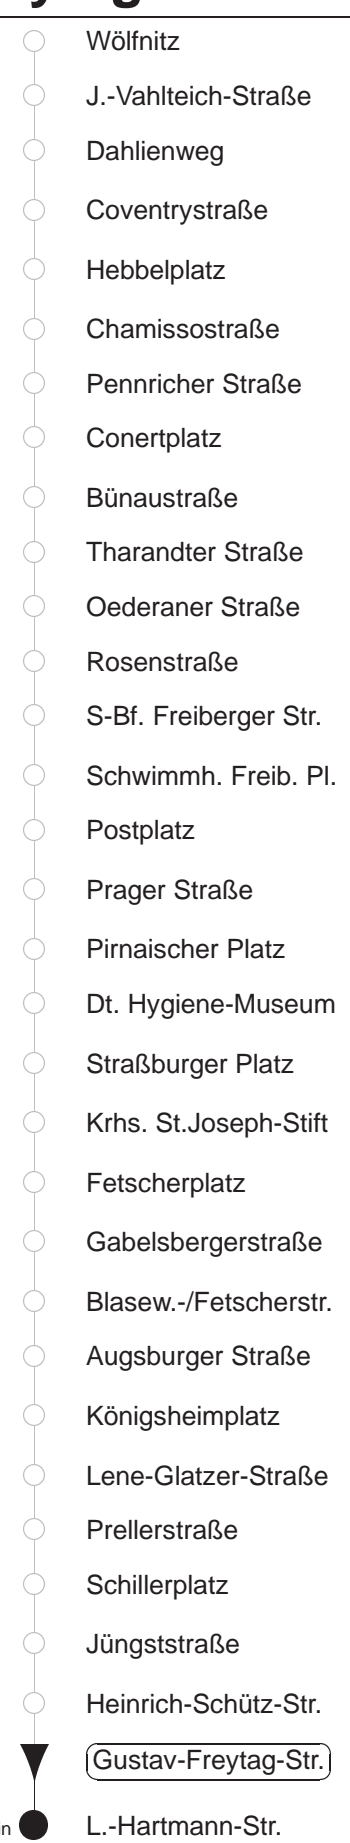 Wölfnitz
J.-Vahlteich-Straße
Dahlienweg
Coventrystraße
Hebbelplatz
Chamissostraße
Pennricher Straße
Conertplatz
Bünaustraße
Tharandter Straße
Oederaner Straße
Rosenstraße
S-Bf. Freiberger Str.
Schwimmh. Freib. Pl.
Postplatz
Prager Straße
Pirnaischer Platz
Dt. Hygiene-Museum
Straßburger Platz
Krhs. St.Joseph-Stift
Fetscherplatz
Gabelsbergerstraße
Blasew.-/Fetscherstr.
Augsburger Straße
Königsheimplatz
Lene-Glatzer-Straße
Prellerstraße
Schillerplatz
Jüngststraße
Heinrich-Schütz-Str.
Gustav-Freytag-Str.
L.-Hartmann-Str.